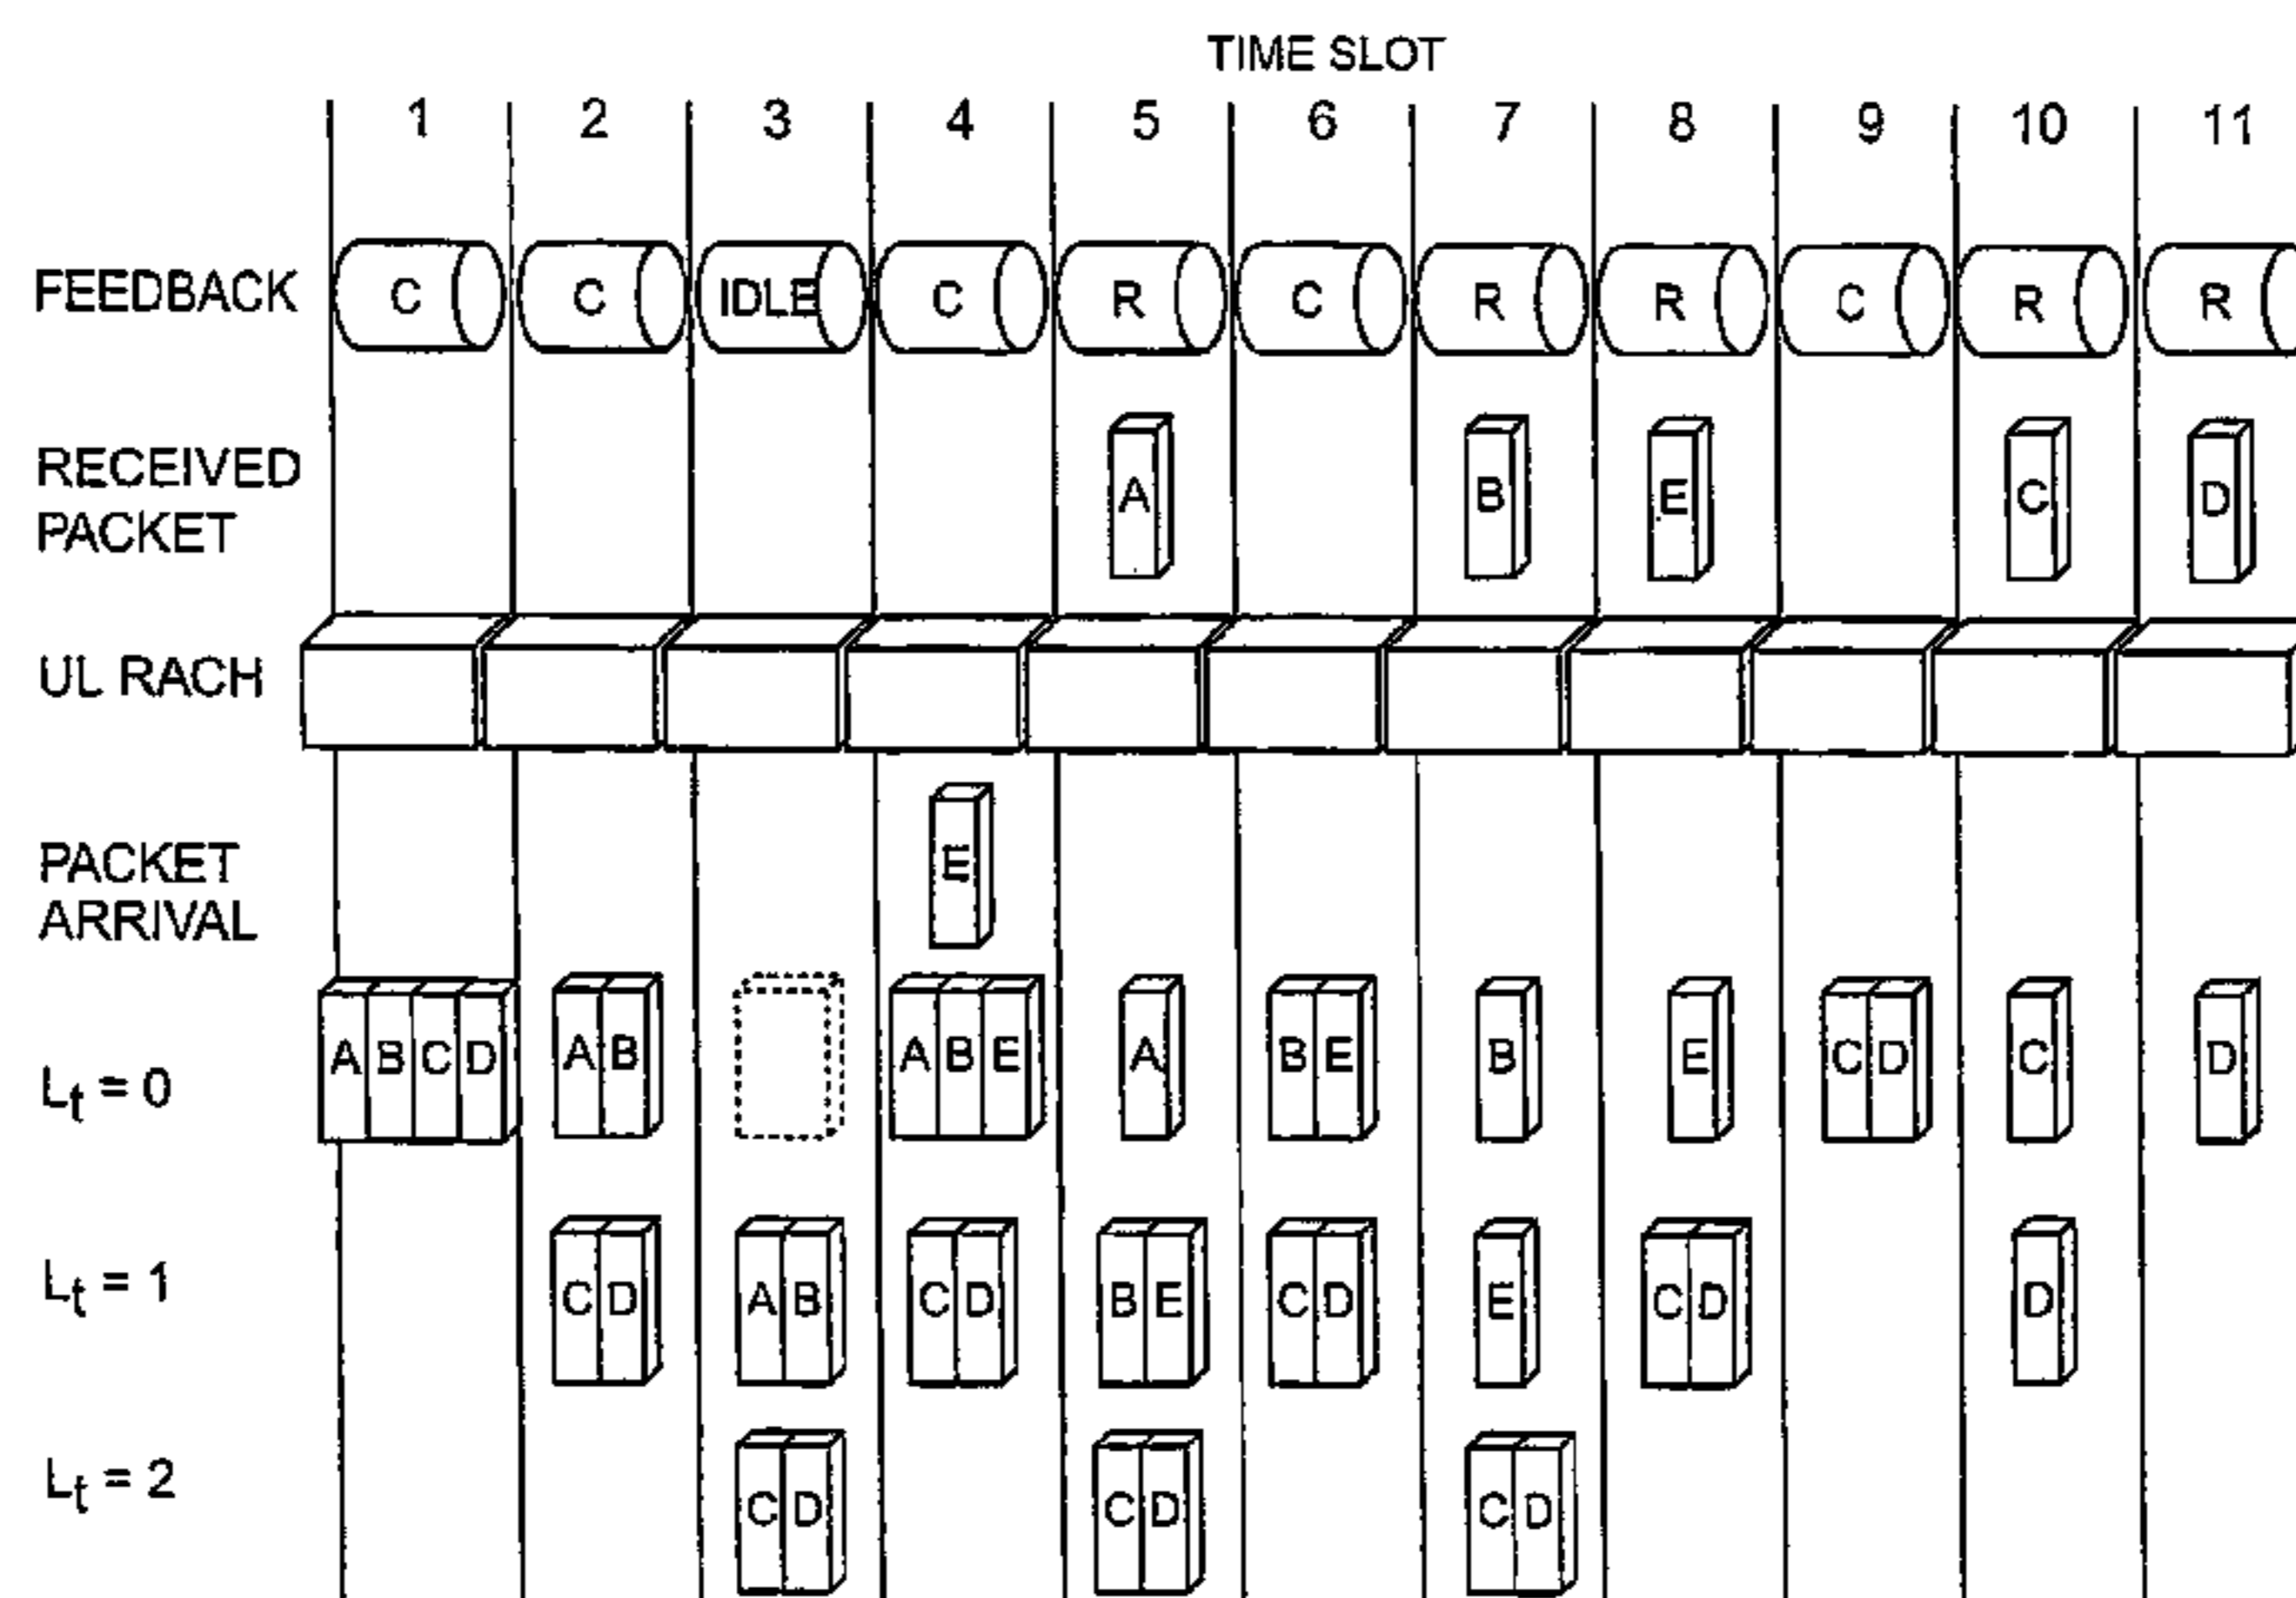 TIME SLOT
1 2 3 4 5 6 7 8 9 10 11
FEEDBACK C C IDLE C R C R R C R R
RECEIVED PACKET A B E C D
UL RACH
PACKET ARRIVAL E
Lt = 0 A B C D A B A B E A B E B E C D C D
Lt = 1 C D A B C D B E C D E C D D
Lt = 2 C D C D C D